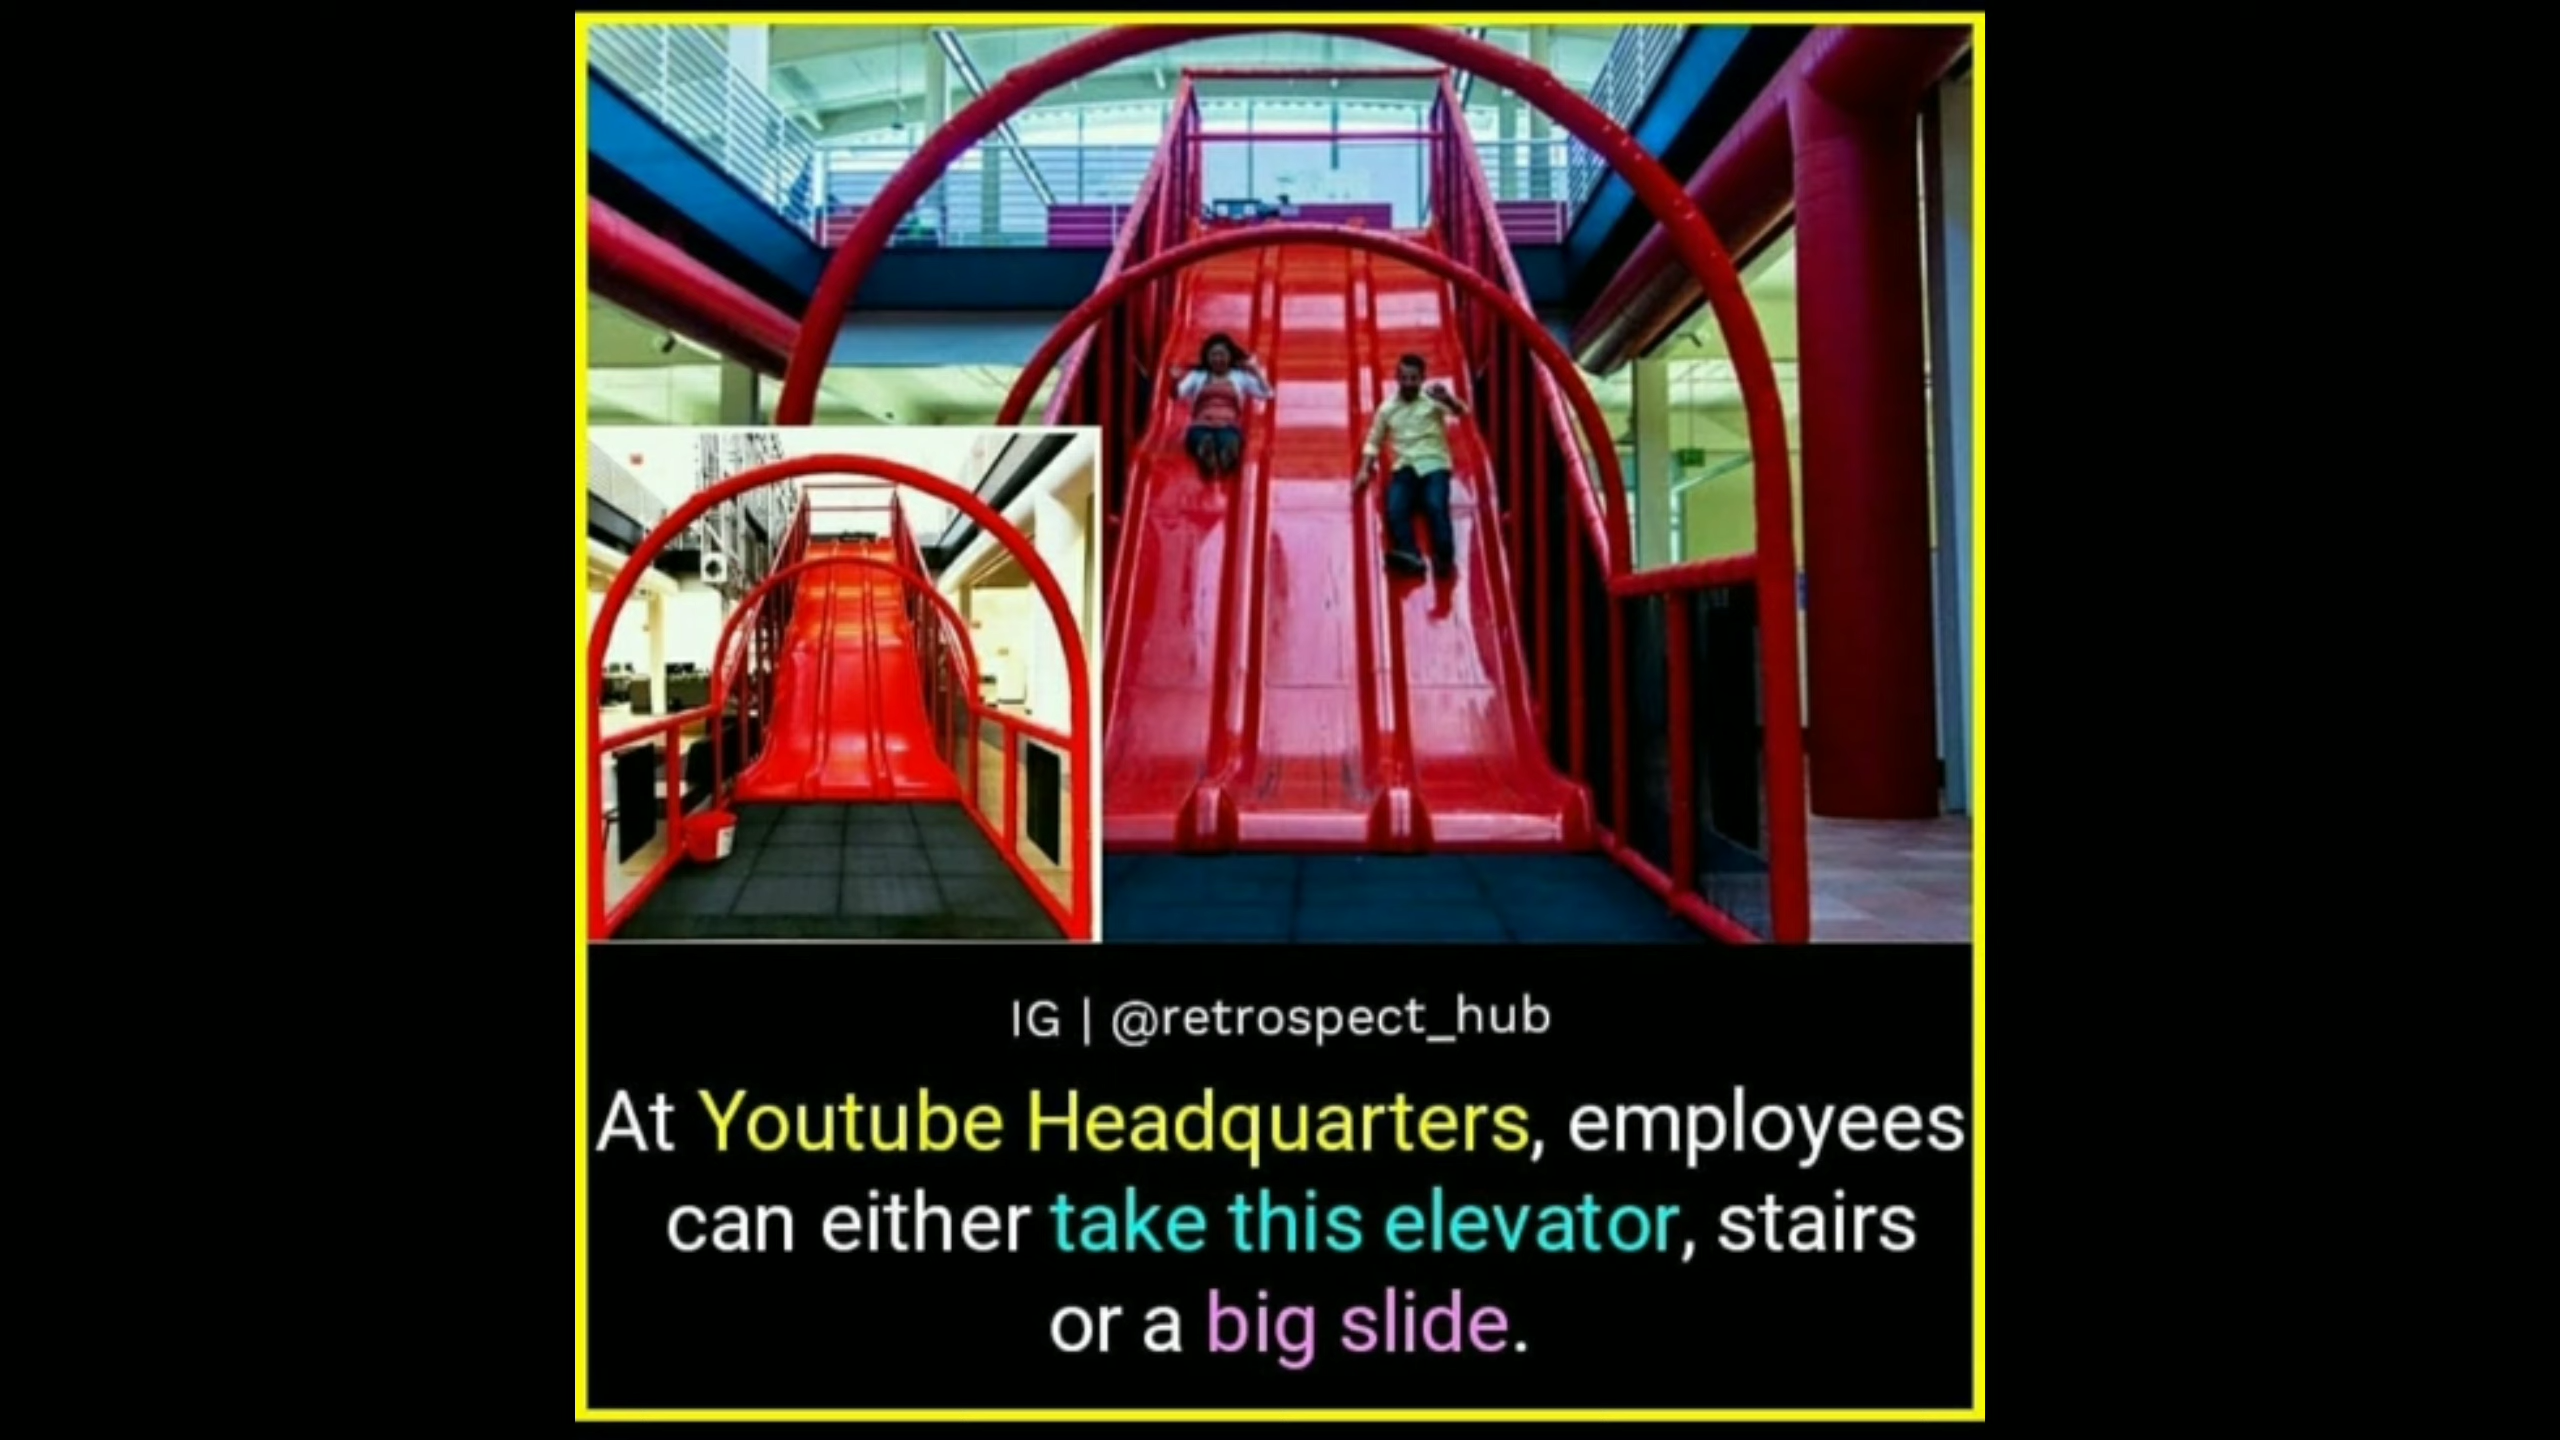 IG | @retrospect_hub
At Youtube Headquarters, employees
can either take this elevator, stairs
or a big slide.